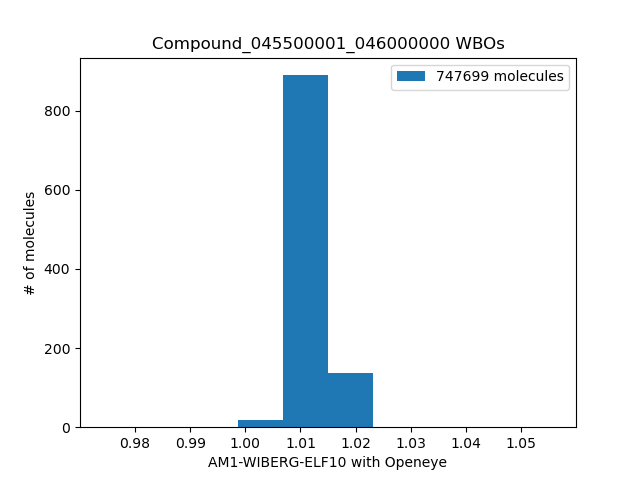 Compound_045500001_046000000 WBOs
747699 molecules
# of molecules
800
600
400
200
0
0.98 0.99 1.00 1.01 1.02 1.03 1.04 1.05
AM1-WIBERG-ELF10 with Openeye